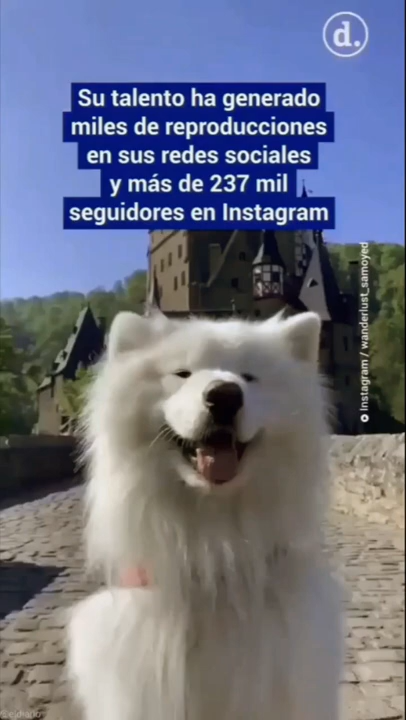 d.
Su talento ha generado
miles de reproducciones
en sus redes sociales
y más de 237 mil
seguidores en Instagram
Instagram / wanderlust_samoyed